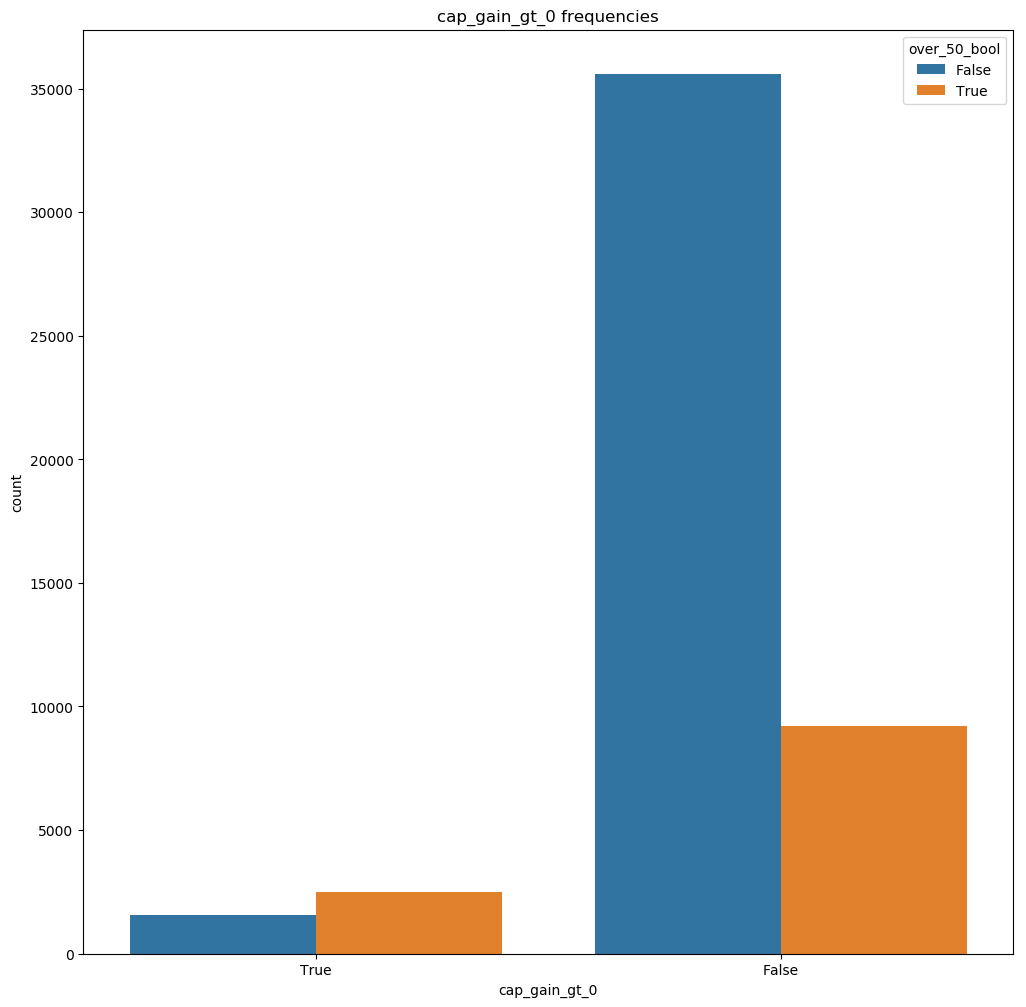 cap_gain_gt_0 frequencies
over_50_bool
False
True
35000
30000
25000
20000
15000
10000
5000
0
count
True
False
cap_gain_gt_0